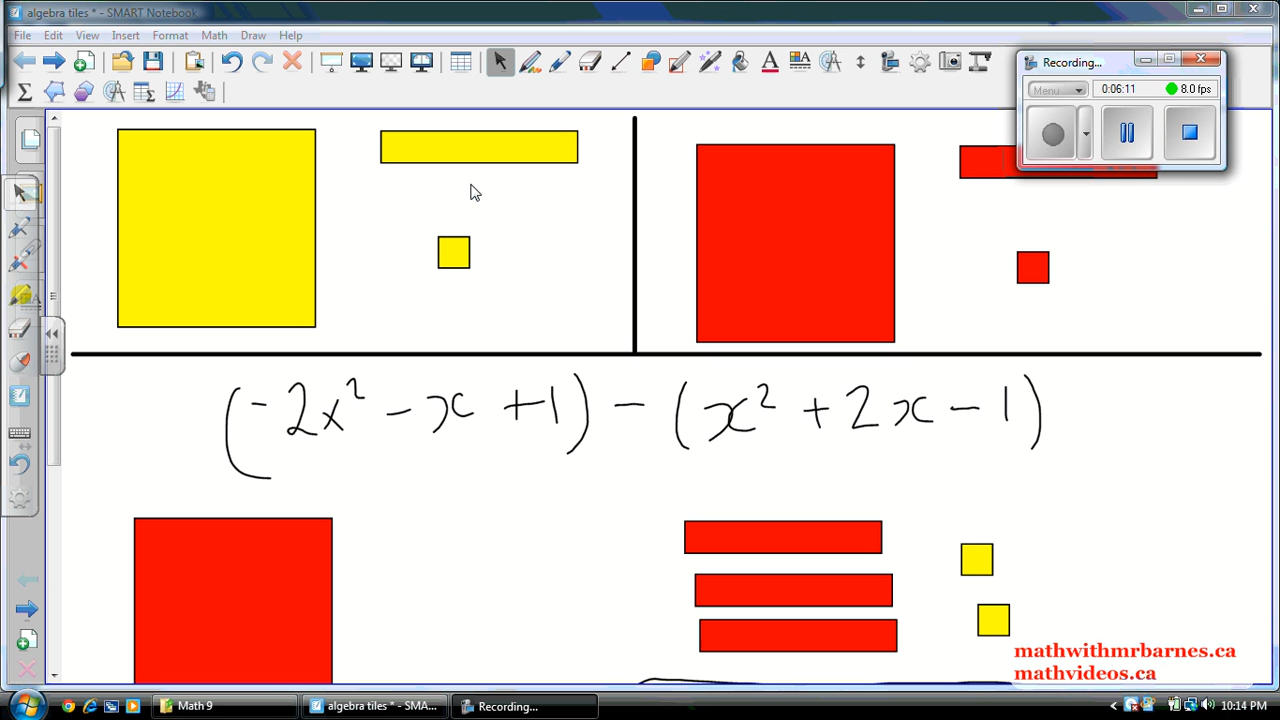 algebra tiles * - SMART Notebook
File Edit View Insert Format Math Draw Help
Recording...
Menu 0:06:11 8.0 fps
(-2x² - x + 1) - (x² + 2x - 1)
mathwithmrbarnes.ca
mathvideos.ca
Math 9 algebra tiles * - SMA... Recording... 10:14 PM